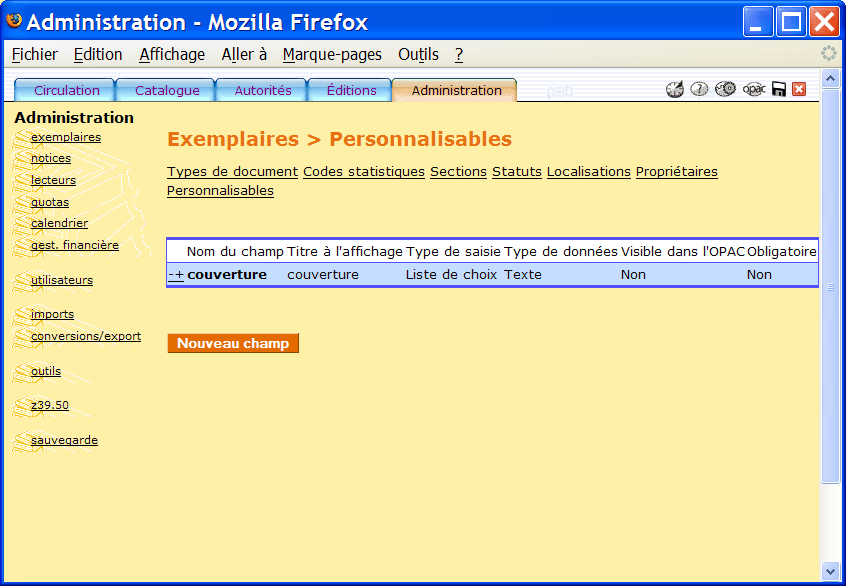 Administration - Mozilla Firefox
Fichier Edition Affichage Aller à Marque-pages Outils ?
Circulation Catalogue Autorités Éditions Administration opac
Administration
exemplaires
notices
lecteurs
quotas
calendrier
gest. financière
utilisateurs
imports
conversions/export
outils
z39.50
sauvegarde
Exemplaires > Personnalisables
Types de document Codes statistiques Sections Statuts Localisations Propriétaires
Personnalisables
Nom du champ Titre à l'affichage Type de saisie Type de données Visible dans l'OPAC Obligatoire
-+ couverture couverture Liste de choix Texte Non Non
Nouveau champ